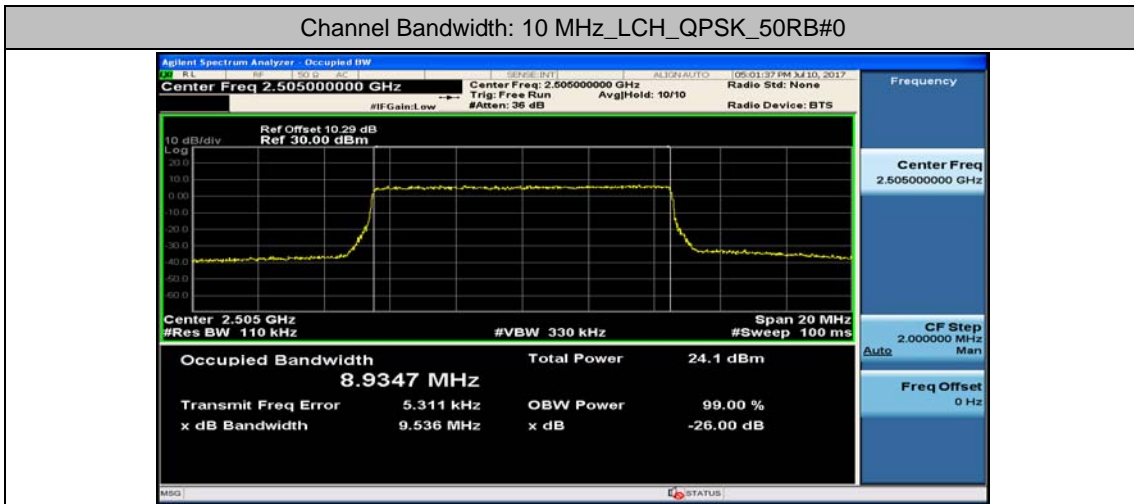 Channel Bandwidth: 10 MHz_LCH_QPSK_50RB#0
Agilent Spectrum Analyzer - Occupied BW
RL RF 50 Ω AC SENSE:INT ALIGN AUTO 05:01:37 PM Jul 10, 2017
Center Freq 2.505000000 GHz
Center Freq: 2.505000000 GHz
Radio Std: None
Trig: Free Run Avg|Hold: 10/10
#IFGain:Low #Atten: 36 dB Radio Device: BTS
Frequency
Ref Offset 10.29 dB
10 dB/div Ref 30.00 dBm
Log
20.0
10.0
0.00
-10.0
-20.0
-30.0
-40.0
-50.0
-60.0
Center 2.505 GHz Span 20 MHz
#Res BW 110 kHz #VBW 330 kHz #Sweep 100 ms
Occupied Bandwidth Total Power 24.1 dBm
8.9347 MHz
Transmit Freq Error 5.311 kHz OBW Power 99.00 %
x dB Bandwidth 9.536 MHz x dB -26.00 dB
Center Freq
2.505000000 GHz
CF Step
2.000000 MHz
Auto Man
Freq Offset
0 Hz
MSG STATUS